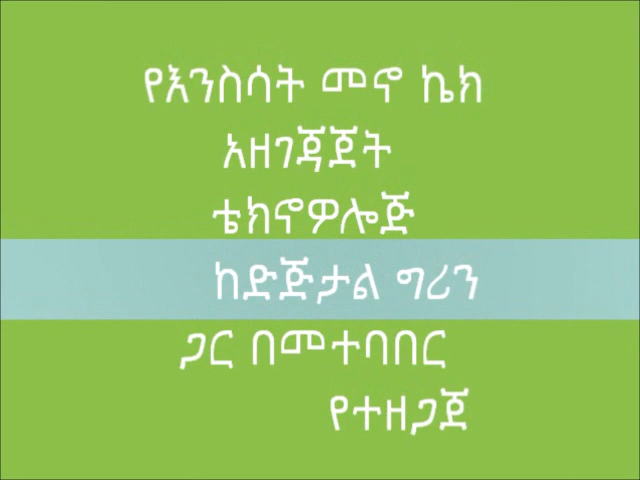 የእንስሳት መኖ ኬክ
አዘገጃጀት
ቴክኖዎሎጅ
ከድጅታል ግሪን
ጋር በመተባበር
የተዘጋጀ